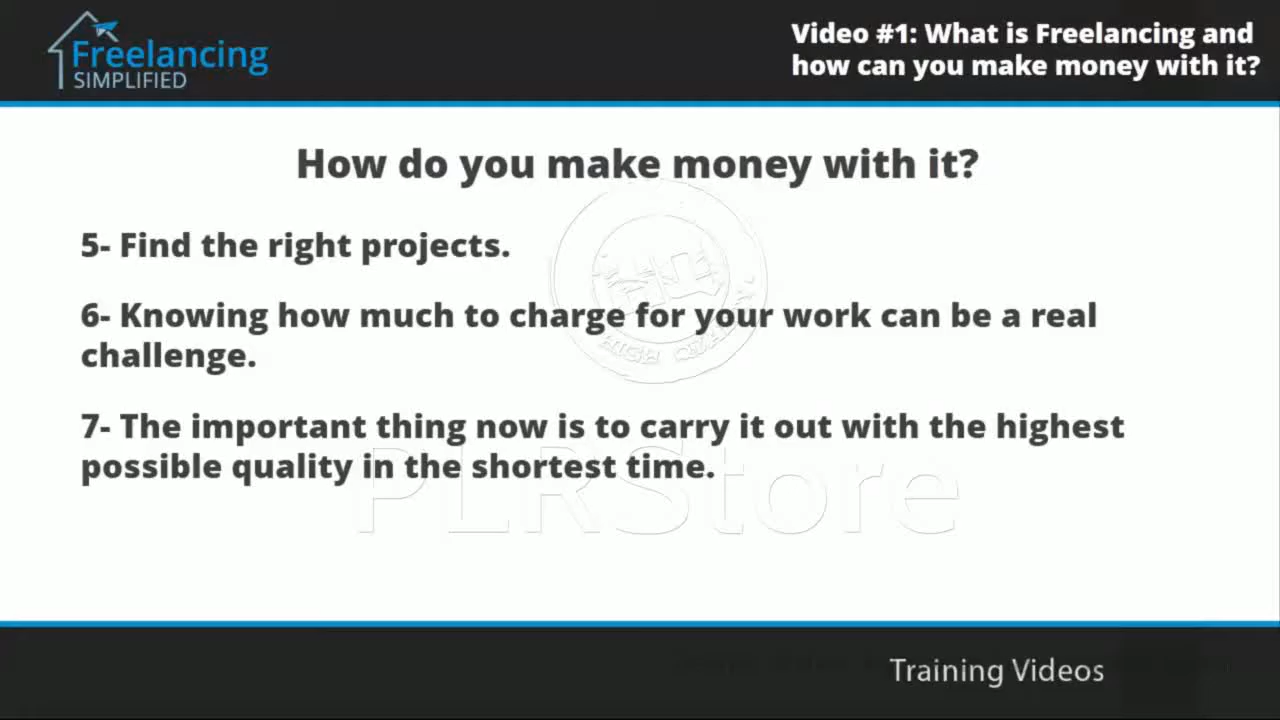 Freelancing
SIMPLIFIED
Video #1: What is Freelancing and
how can you make money with it?
How do you make money with it?
5- Find the right projects.
6- Knowing how much to charge for your work can be a real
challenge.
7- The important thing now is to carry it out with the highest
possible quality in the shortest time.
HIGH
PLRStore
Training Videos